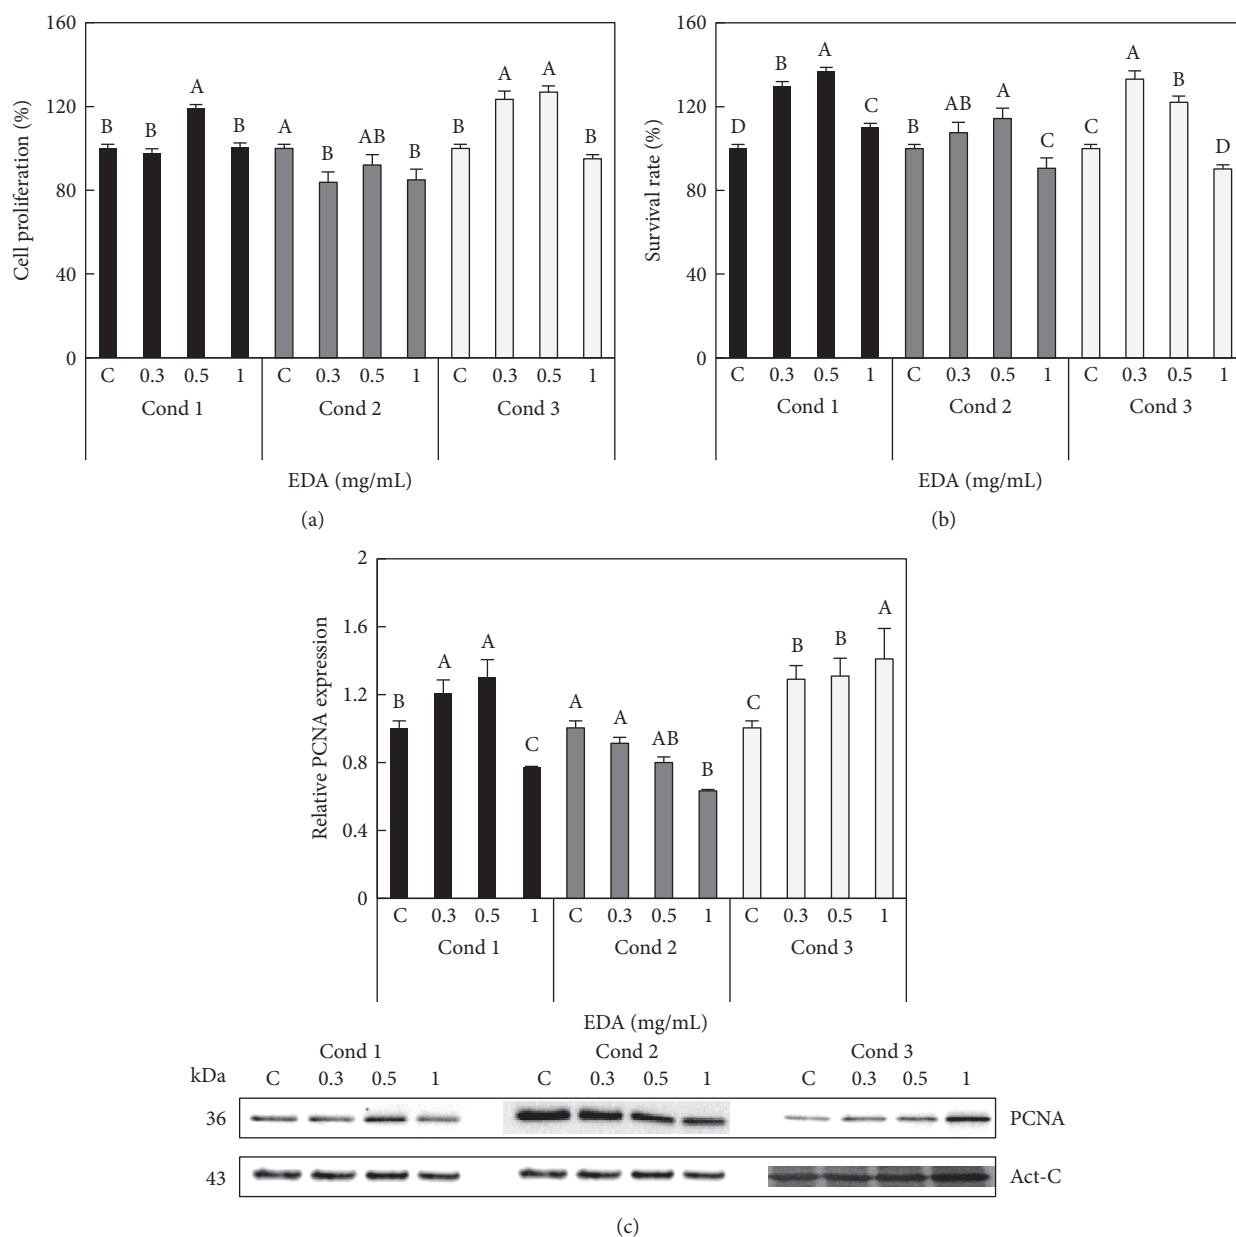 160
120
80
40
0
Cell proliferation (%)
B B A B A B AB B B A A B
C 0.3 0.5 1 C 0.3 0.5 1 C 0.3 0.5 1
Cond 1 Cond 2 Cond 3
EDA (mg/mL)
(a)
160
120
80
40
0
Survival rate (%)
D B A C B AB A C C A B D
C 0.3 0.5 1 C 0.3 0.5 1 C 0.3 0.5 1
Cond 1 Cond 2 Cond 3
EDA (mg/mL)
(b)
2
1.6
1.2
0.8
0.4
0
Relative PCNA expression
B A A C A A AB B C B B A
C 0.3 0.5 1 C 0.3 0.5 1 C 0.3 0.5 1
Cond 1 Cond 2 Cond 3
EDA (mg/mL)
Cond 1 Cond 2 Cond 3
kDa C 0.3 0.5 1 C 0.3 0.5 1 C 0.3 0.5 1
36 PCNA
43 Act-C
(c)